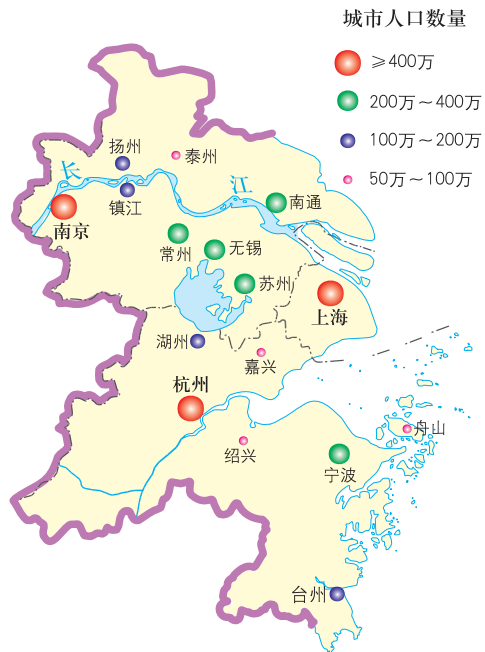 城市人口数量
≥400万
200万～400万
100万～200万
50万～100万
扬州
泰州
长
江
镇江
南通
南京
常州
无锡
苏州
上海
湖州
嘉兴
杭州
舟山
绍兴
宁波
台州